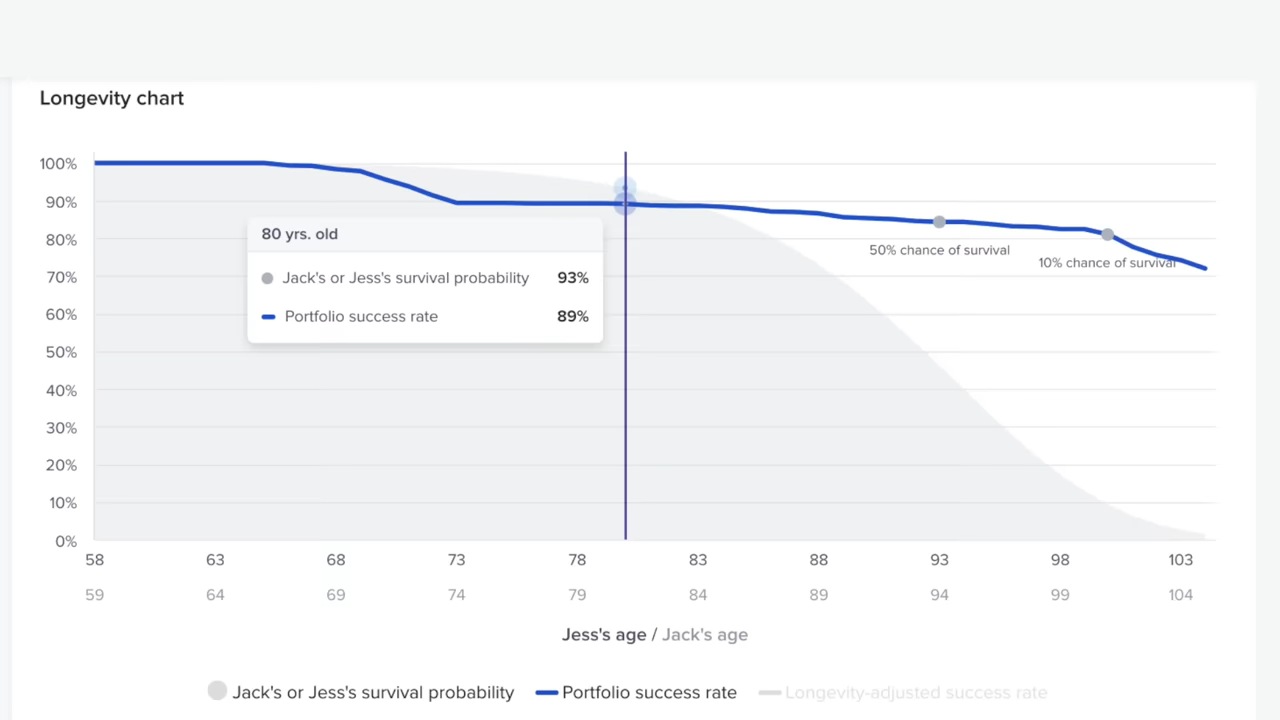 Longevity chart
100%
90%
80%
70%
60%
50%
40%
30%
20%
10%
0%
80 yrs. old
Jack's or Jess's survival probability 93%
Portfolio success rate 89%
50% chance of survival
10% chance of survival
58 63 68 73 78 83 88 93 98 103
59 64 69 74 79 84 89 94 99 104
Jess's age / Jack's age
Jack's or Jess's survival probability Portfolio success rate Longevity-adjusted success rate